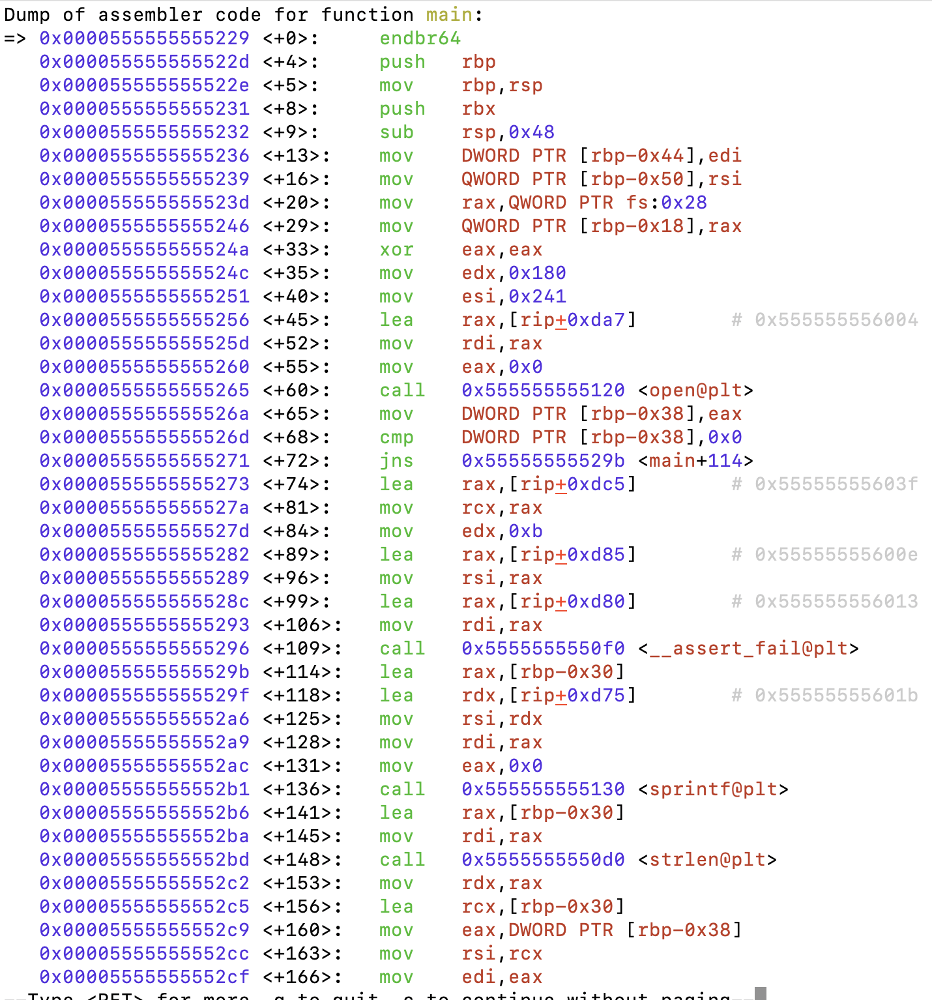 Dump of assembler code for function main:
=> 0x0000555555555229 <+0>: endbr64
0x000055555555522d <+4>: push rbp
0x000055555555522e <+5>: mov rbp,rsp
0x0000555555555231 <+8>: push rbx
0x0000555555555232 <+9>: sub rsp,0x48
0x0000555555555236 <+13>: mov DWORD PTR [rbp-0x44],edi
0x0000555555555239 <+16>: mov QWORD PTR [rbp-0x50],rsi
0x000055555555523d <+20>: mov rax,QWORD PTR fs:0x28
0x0000555555555246 <+29>: mov QWORD PTR [rbp-0x18],rax
0x000055555555524a <+33>: xor eax,eax
0x000055555555524c <+35>: mov edx,0x180
0x0000555555555251 <+40>: mov esi,0x241
0x0000555555555256 <+45>: lea rax,[rip+0xda7] # 0x555555556004
0x000055555555525d <+52>: mov rdi,rax
0x0000555555555260 <+55>: mov eax,0x0
0x0000555555555265 <+60>: call 0x555555555120 <open@plt>
0x000055555555526a <+65>: mov DWORD PTR [rbp-0x38],eax
0x000055555555526d <+68>: cmp DWORD PTR [rbp-0x38],0x0
0x0000555555555271 <+72>: jns 0x55555555529b <main+114>
0x0000555555555273 <+74>: lea rax,[rip+0xdc5] # 0x55555555603f
0x000055555555527a <+81>: mov rcx,rax
0x000055555555527d <+84>: mov edx,0xb
0x0000555555555282 <+89>: lea rax,[rip+0xd85] # 0x55555555600e
0x0000555555555289 <+96>: mov rsi,rax
0x000055555555528c <+99>: lea rax,[rip+0xd80] # 0x555555556013
0x0000555555555293 <+106>: mov rdi,rax
0x0000555555555296 <+109>: call 0x5555555550f0 <__assert_fail@plt>
0x000055555555529b <+114>: lea rax,[rbp-0x30]
0x000055555555529f <+118>: lea rdx,[rip+0xd75] # 0x55555555601b
0x00005555555552a6 <+125>: mov rsi,rdx
0x00005555555552a9 <+128>: mov rdi,rax
0x00005555555552ac <+131>: mov eax,0x0
0x00005555555552b1 <+136>: call 0x555555555130 <sprintf@plt>
0x00005555555552b6 <+141>: lea rax,[rbp-0x30]
0x00005555555552ba <+145>: mov rdi,rax
0x00005555555552bd <+148>: call 0x5555555550d0 <strlen@plt>
0x00005555555552c2 <+153>: mov rdx,rax
0x00005555555552c5 <+156>: lea rcx,[rbp-0x30]
0x00005555555552c9 <+160>: mov eax,DWORD PTR [rbp-0x38]
0x00005555555552cc <+163>: mov rsi,rcx
0x00005555555552cf <+166>: mov edi,eax
--Type <RET> for more, q to quit, c to continue without paging--